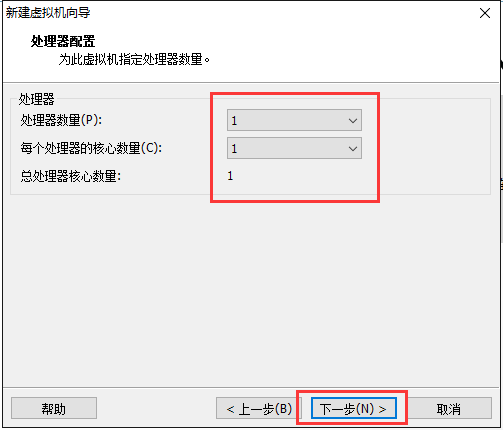 新建虚拟机向导
处理器配置
为此虚拟机指定处理器数量。
处理器
处理器数量(P): 1
每个处理器的核心数量(C): 1
总处理器核心数量: 1
帮助 < 上一步(B) 下一步(N) > 取消